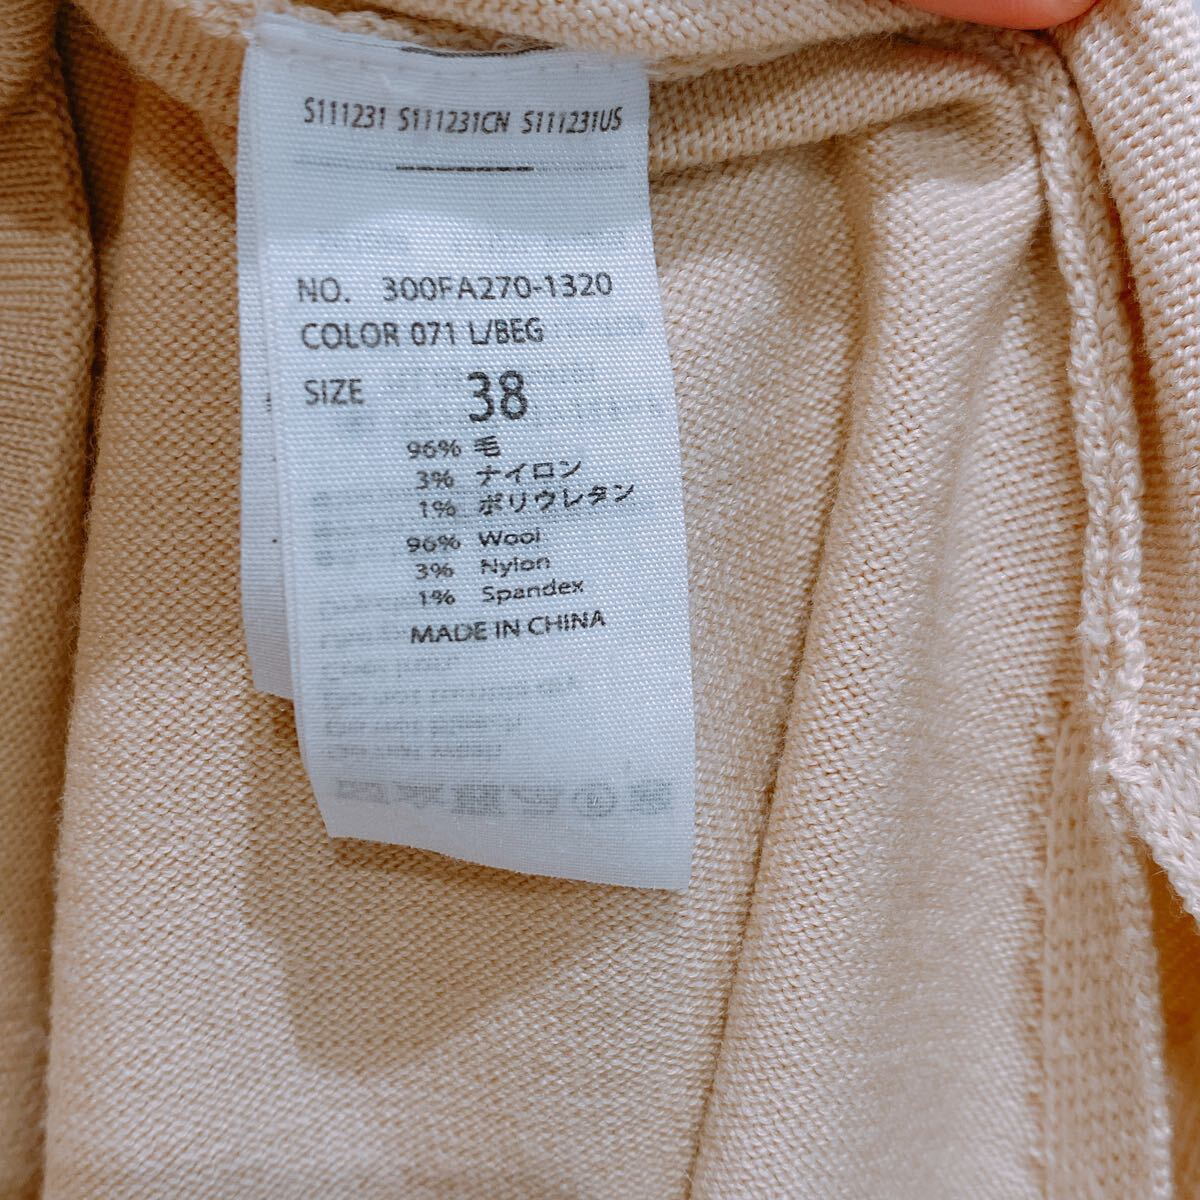 S111231 S111231CN S111231US
NO. 300FA270-1320
COLOR 071 L/BEG
SIZE 38
96% 毛
3% ナイロン
1% ポリウレタン
96% Wool
3% Nylon
1% Spandex
MADE IN CHINA